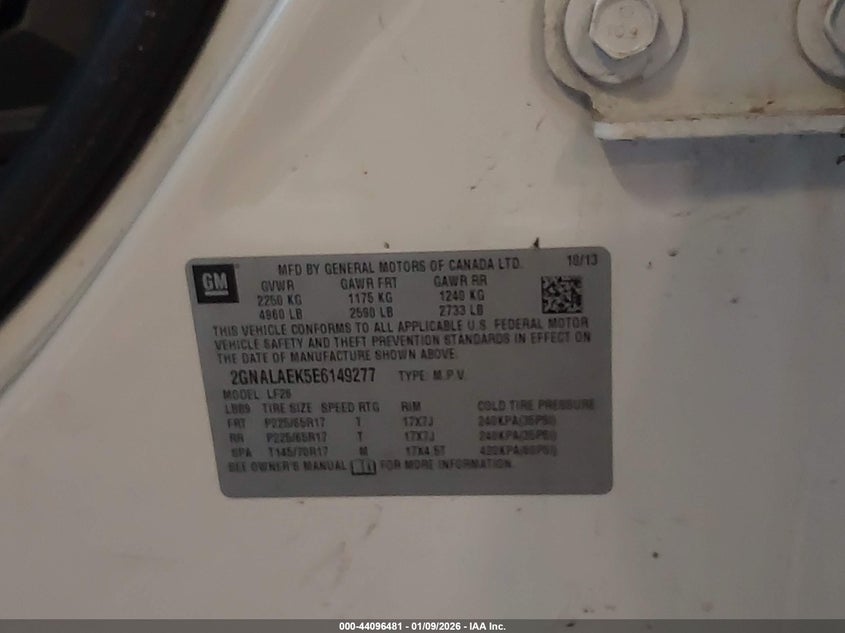 109
GM
MFD BY GENERAL MOTORS OF CANADA LTD. 10/13
GVWR GAWR FRT GAWR RR
2250 KG 1175 KG 1240 KG
4960 LB 2590 LB 2733 LB
THIS VEHICLE CONFORMS TO ALL APPLICABLE U.S. FEDERAL MOTOR
VEHICLE SAFETY AND THEFT PREVENTION STANDARDS IN EFFECT ON
THE DATE OF MANUFACTURE SHOWN ABOVE.
2GNALAEK5E6149277 TYPE: M.P.V.
MODEL: LF26
TIRE SIZE SPEED RTG RIM COLD TIRE PRESSURE
FRT P225/65R17 T 17X7J 240KPA(35PSI)
RR P225/65R17 T 17X7J 240KPA(35PSI)
SPA T145/70R17 M 17X4.5T 420KPA(60PSI)
SEE OWNER'S MANUAL FOR MORE INFORMATION.
000-44096481 - 01/09/2026 - IAA Inc.